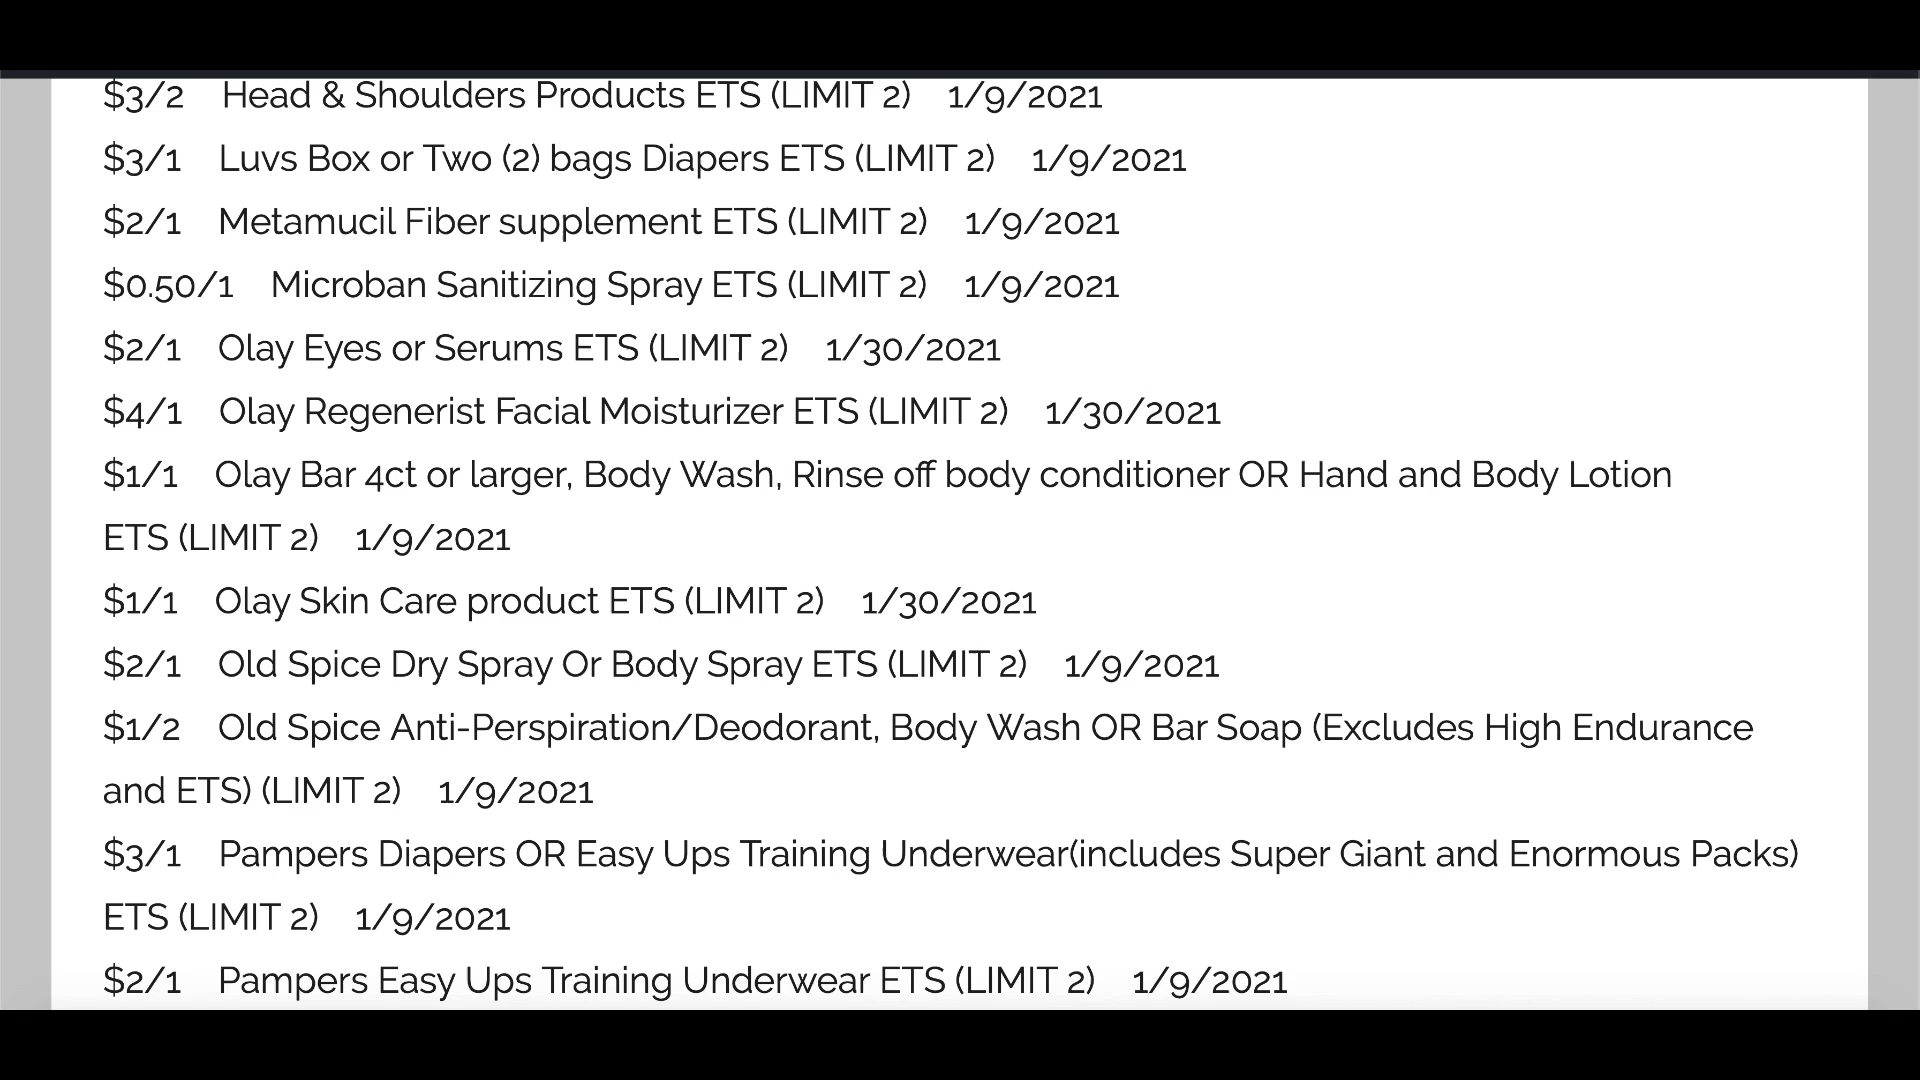 $3/2 Head & Shoulders Products ETS (LIMIT 2) 1/9/2021
$3/1 Luvs Box or Two (2) bags Diapers ETS (LIMIT 2) 1/9/2021
$2/1 Metamucil Fiber supplement ETS (LIMIT 2) 1/9/2021
$0.50/1 Microban Sanitizing Spray ETS (LIMIT 2) 1/9/2021
$2/1 Olay Eyes or Serums ETS (LIMIT 2) 1/30/2021
$4/1 Olay Regenerist Facial Moisturizer ETS (LIMIT 2) 1/30/2021
$1/1 Olay Bar 4ct or larger, Body Wash, Rinse off body conditioner OR Hand and Body Lotion
ETS (LIMIT 2) 1/9/2021
$1/1 Olay Skin Care product ETS (LIMIT 2) 1/30/2021
$2/1 Old Spice Dry Spray Or Body Spray ETS (LIMIT 2) 1/9/2021
$1/2 Old Spice Anti-Perspiration/Deodorant, Body Wash OR Bar Soap (Excludes High Endurance
and ETS) (LIMIT 2) 1/9/2021
$3/1 Pampers Diapers OR Easy Ups Training Underwear(includes Super Giant and Enormous Packs)
ETS (LIMIT 2) 1/9/2021
$2/1 Pampers Easy Ups Training Underwear ETS (LIMIT 2) 1/9/2021